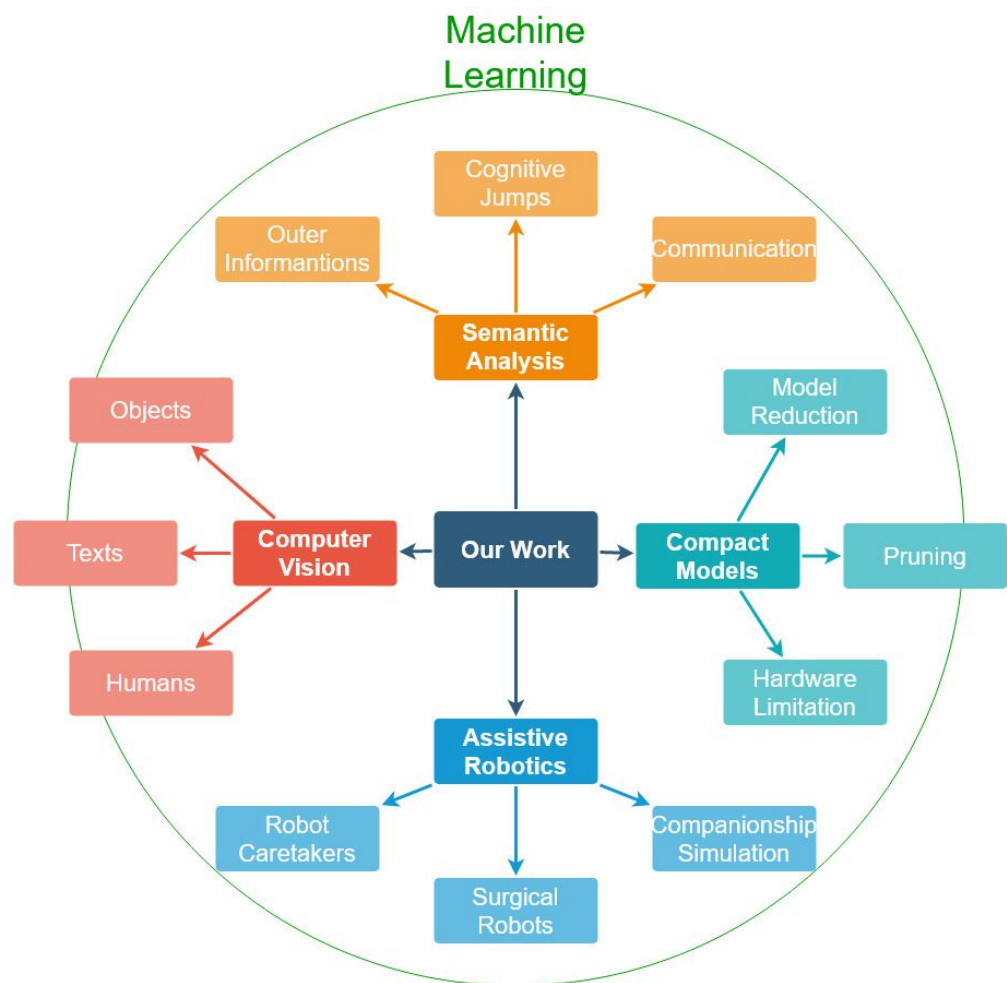 Machine
Learning
Cognitive
Jumps
Outer
Informantions
Communication
Semantic
Analysis
Objects
Model
Reduction
Texts
Computer
Vision
Our Work
Compact
Models
Pruning
Humans
Hardware
Limitation
Assistive
Robotics
Robot
Caretakers
Companionship
Simulation
Surgical
Robots